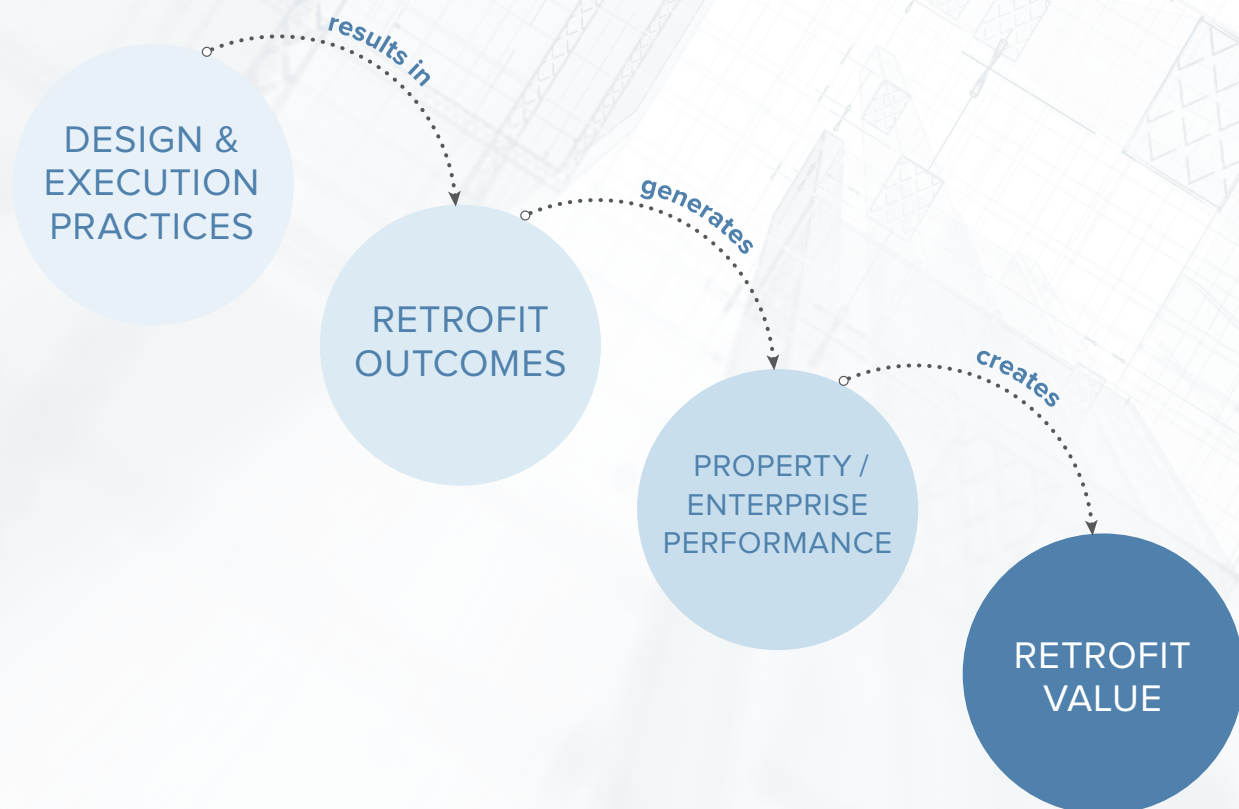 results in
DESIGN &
EXECUTION
PRACTICES
generates
RETROFIT
OUTCOMES
creates
PROPERTY /
ENTERPRISE
PERFORMANCE
RETROFIT
VALUE